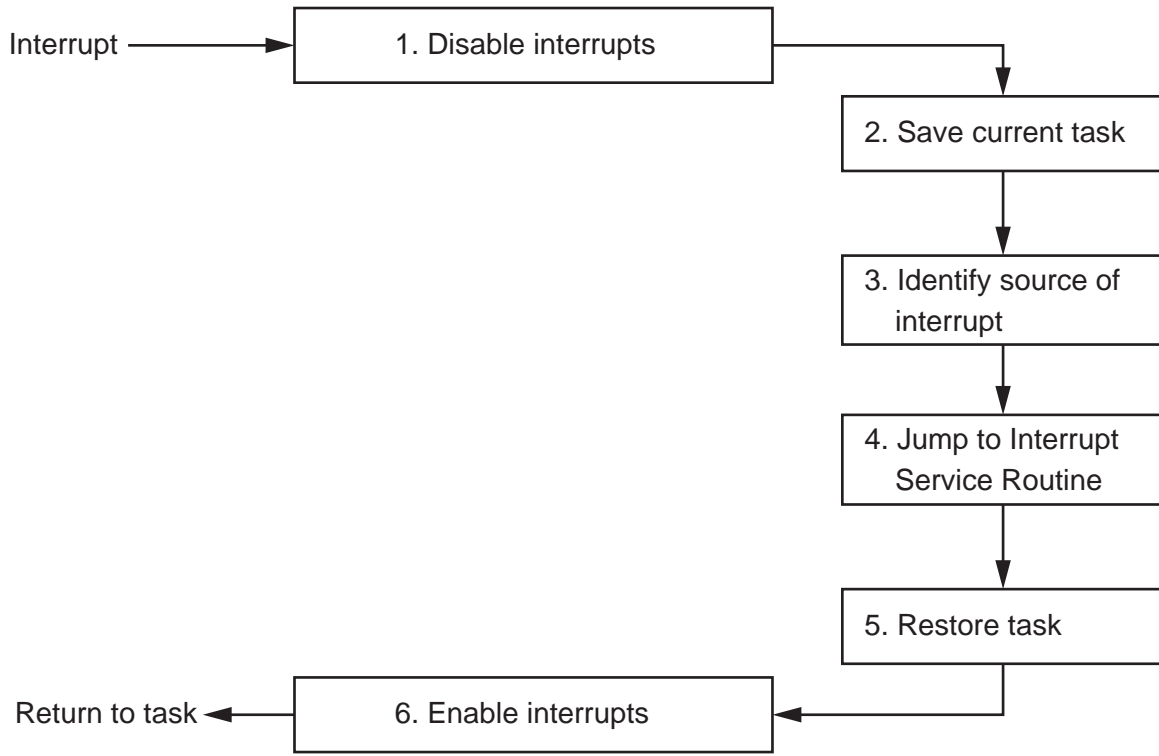 Interrupt
1. Disable interrupts
2. Save current task
3. Identify source of
interrupt
4. Jump to Interrupt
Service Routine
5. Restore task
6. Enable interrupts
Return to task